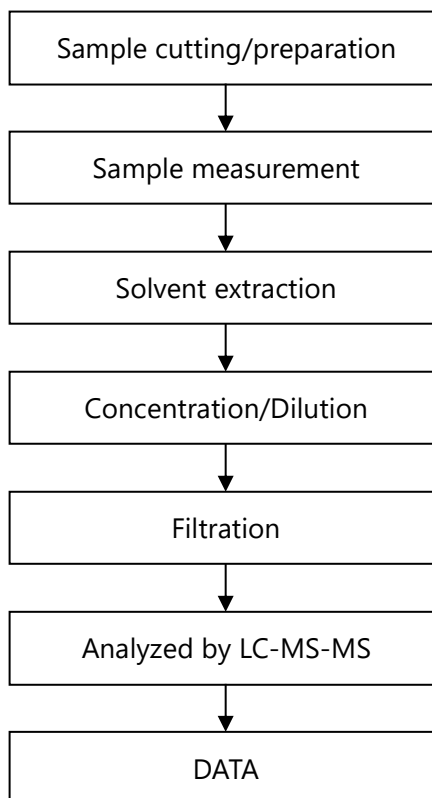 Sample cutting/preparation
Sample measurement
Solvent extraction
Concentration/Dilution
Filtration
Analyzed by LC-MS-MS
DATA